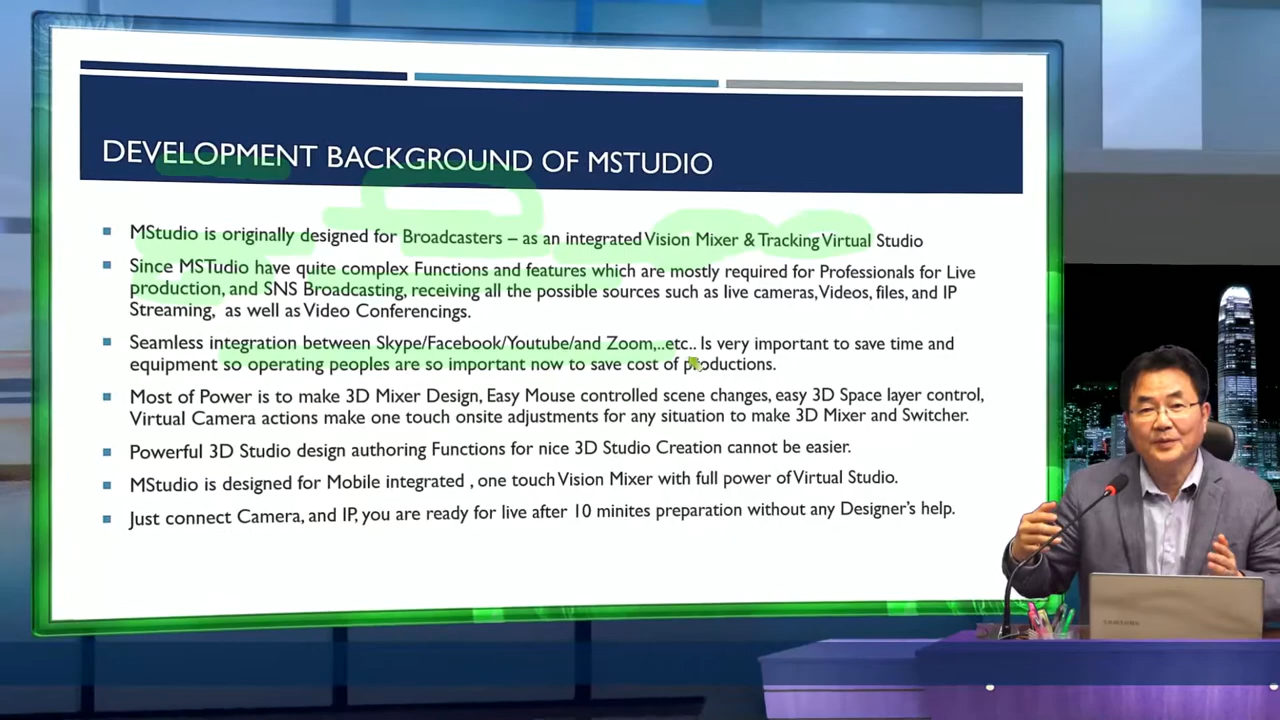 DEVELOPMENT BACKGROUND OF MSTUDIO
MStudio is originally designed for Broadcasters – as an integrated Vision Mixer & Tracking Virtual Studio
Since MSTudio have quite complex Functions and features which are mostly required for Professionals for Live
production, and SNS Broadcasting, receiving all the possible sources such as live cameras, Videos, files, and IP
Streaming, as well as Video Conferencings.
Seamless integration between Skype/Facebook/Youtube/and Zoom,..etc.. Is very important to save time and
equipment so operating peoples are so important now to save cost of productions.
Most of Power is to make 3D Mixer Design, Easy Mouse controlled scene changes, easy 3D Space layer control,
Virtual Camera actions make one touch onsite adjustments for any situation to make 3D Mixer and Switcher.
Powerful 3D Studio design authoring Functions for nice 3D Studio Creation cannot be easier.
MStudio is designed for Mobile integrated , one touch Vision Mixer with full power of Virtual Studio.
Just connect Camera, and IP, you are ready for live after 10 minites preparation without any Designer's help.
SAMSUNG